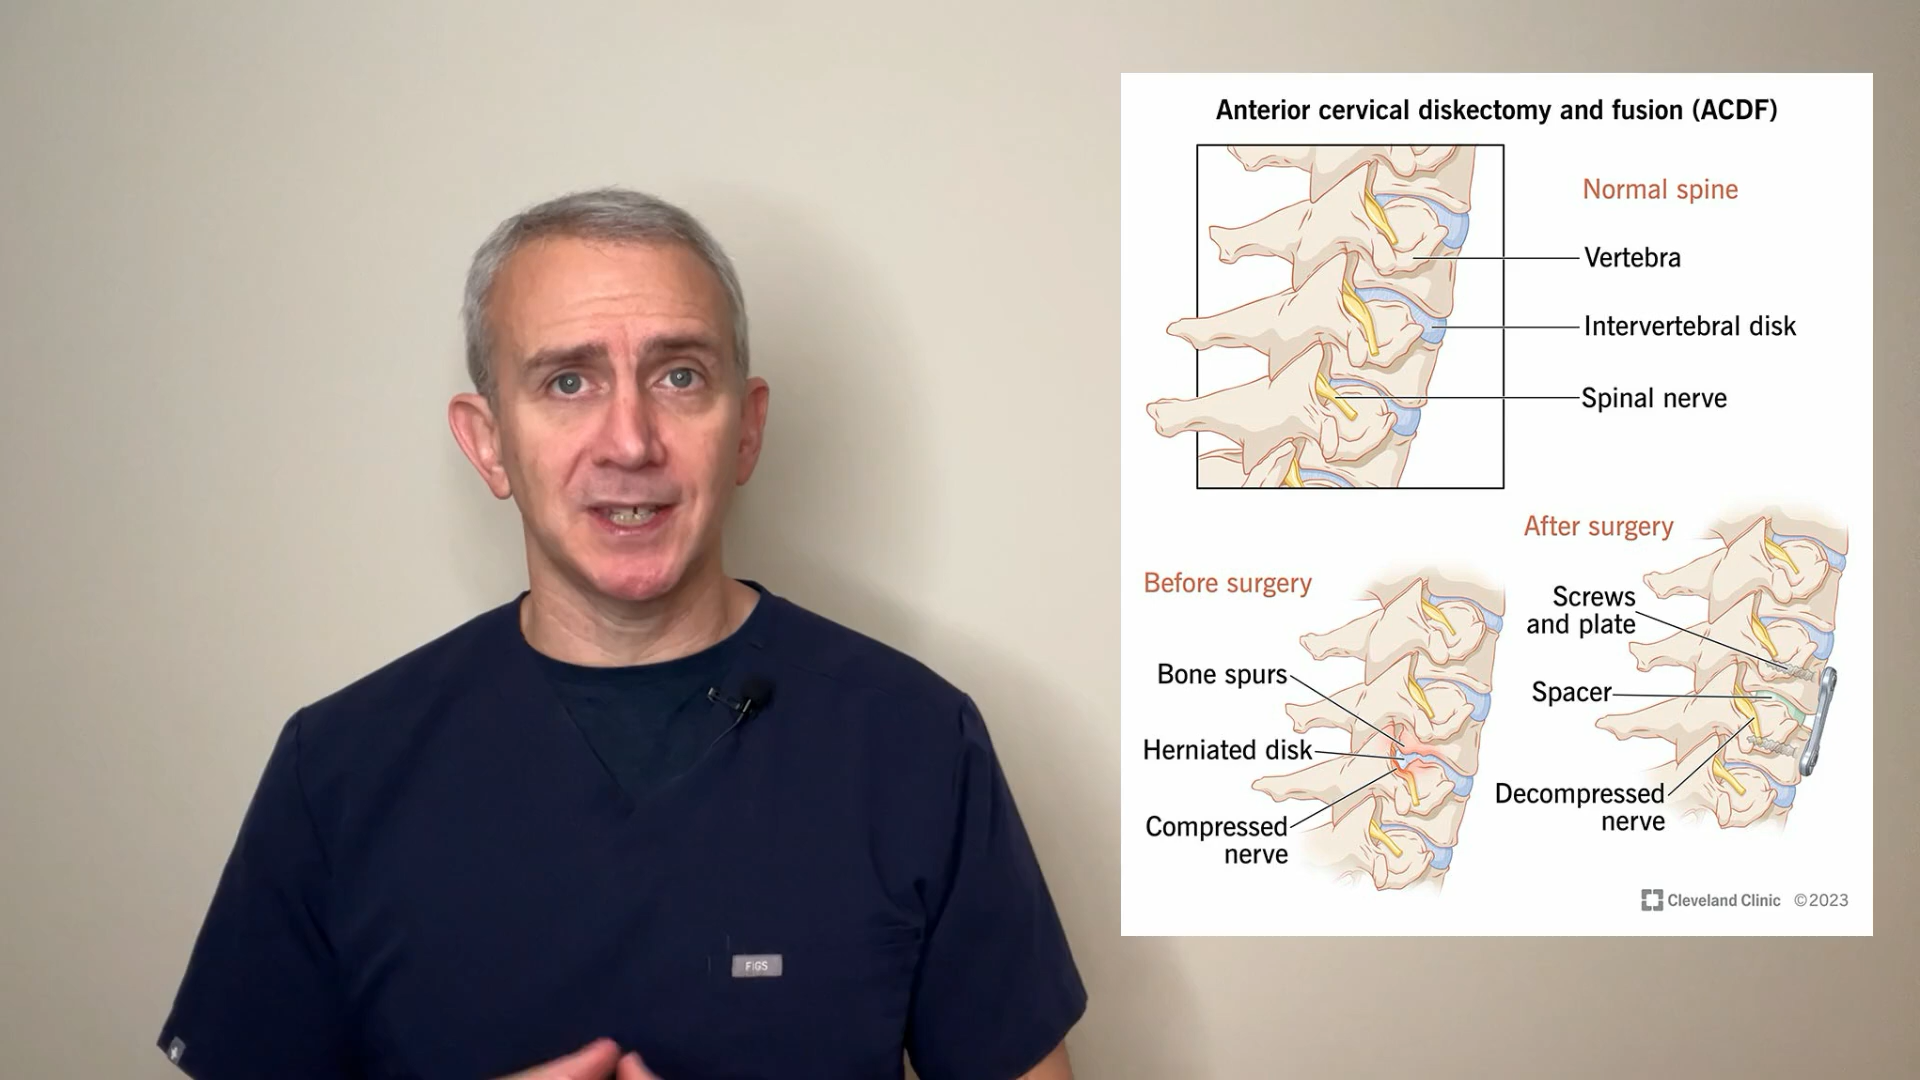 Anterior cervical diskectomy and fusion (ACDF)
Normal spine
Vertebra
Intervertebral disk
Spinal nerve
Before surgery
Bone spurs
Herniated disk
Compressed
nerve
After surgery
Screws
and plate
Spacer
Decompressed
nerve
Cleveland Clinic ©2023
FIGS